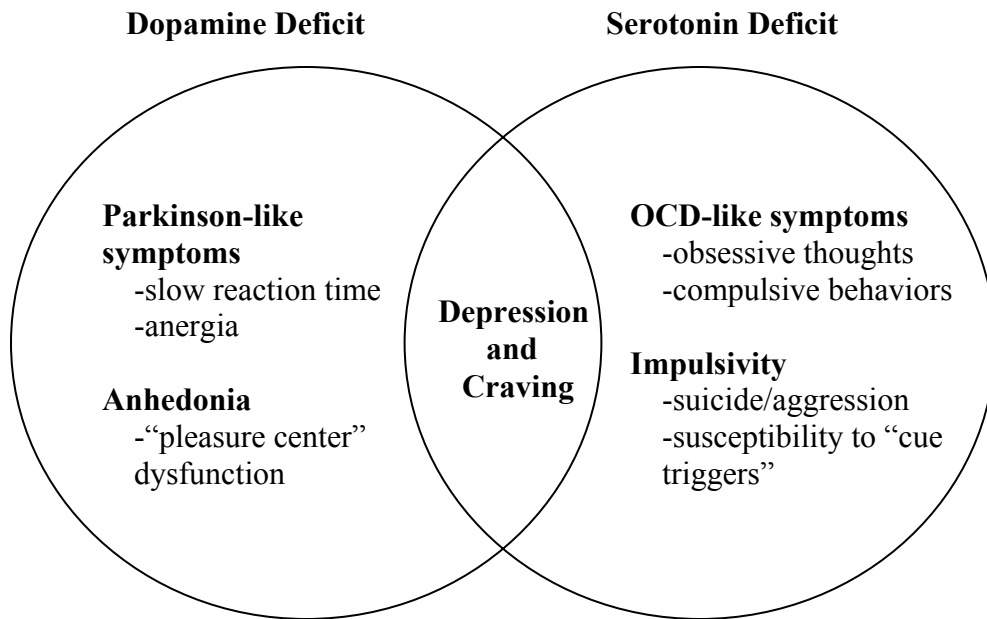 Dopamine Deficit
Serotonin Deficit
Parkinson-like
symptoms
-slow reaction time
-anergia
Anhedonia
-“pleasure center”
dysfunction
Depression
and
Craving
OCD-like symptoms
-obsessive thoughts
-compulsive behaviors
Impulsivity
-suicide/aggression
-susceptibility to “cue
triggers”